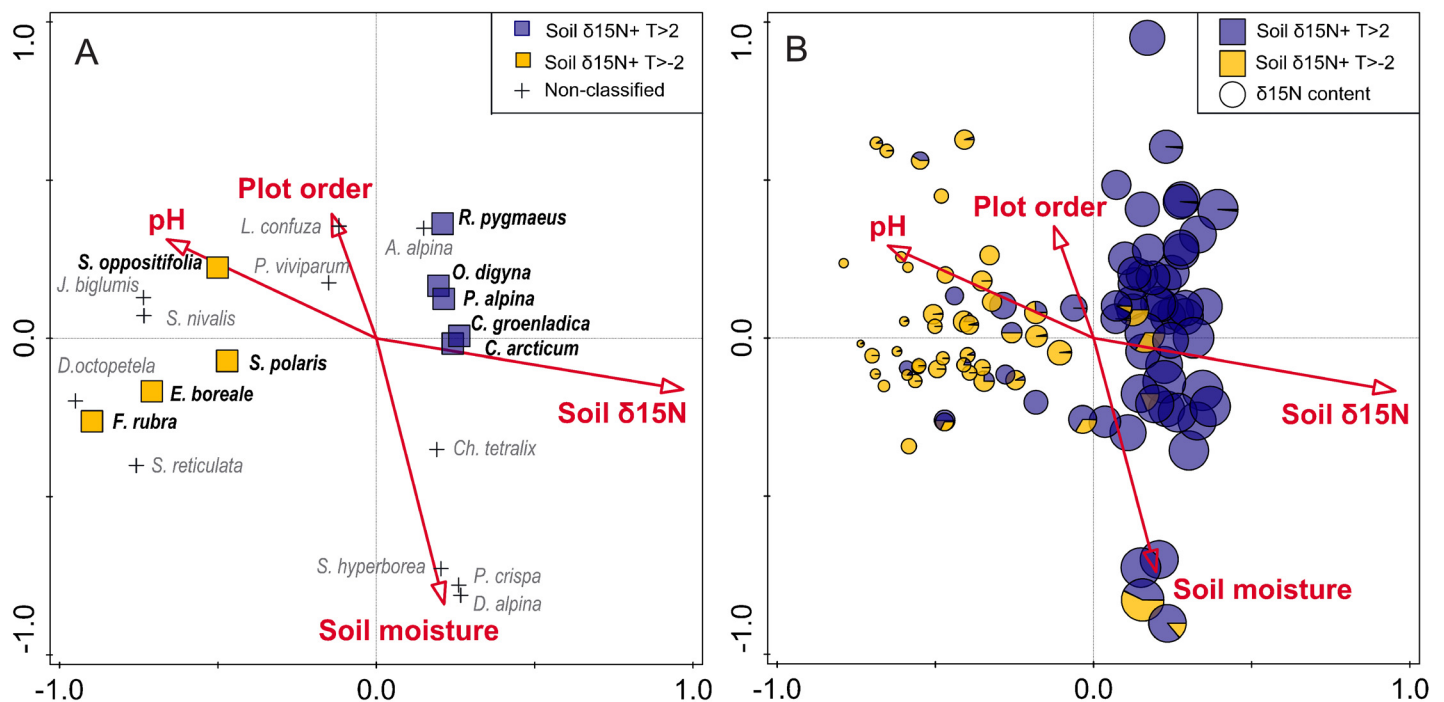 A
Soil δ15N+ T>2
Soil δ15N+ T>-2
Non-classified
1.0
0.0
-1.0
-1.0
0.0
1.0
Plot order
pH
L. confuza
R. pygmaeus
A. alpina
S. oppositifolia
P. viviparum
O. digyna
J. biglumis
P. alpina
S. nivalis
C. groenladica
C. arcticum
D.octopetela
S. polaris
E. boreale
Soil δ15N
F. rubra
Ch. tetralix
S. reticulata
S. hyperborea
P. crispa
D. alpina
Soil moisture
B
Soil δ15N+ T>2
Soil δ15N+ T>-2
δ15N content
1.0
0.0
-1.0
-1.0
0.0
1.0
Plot order
pH
Soil δ15N
Soil moisture